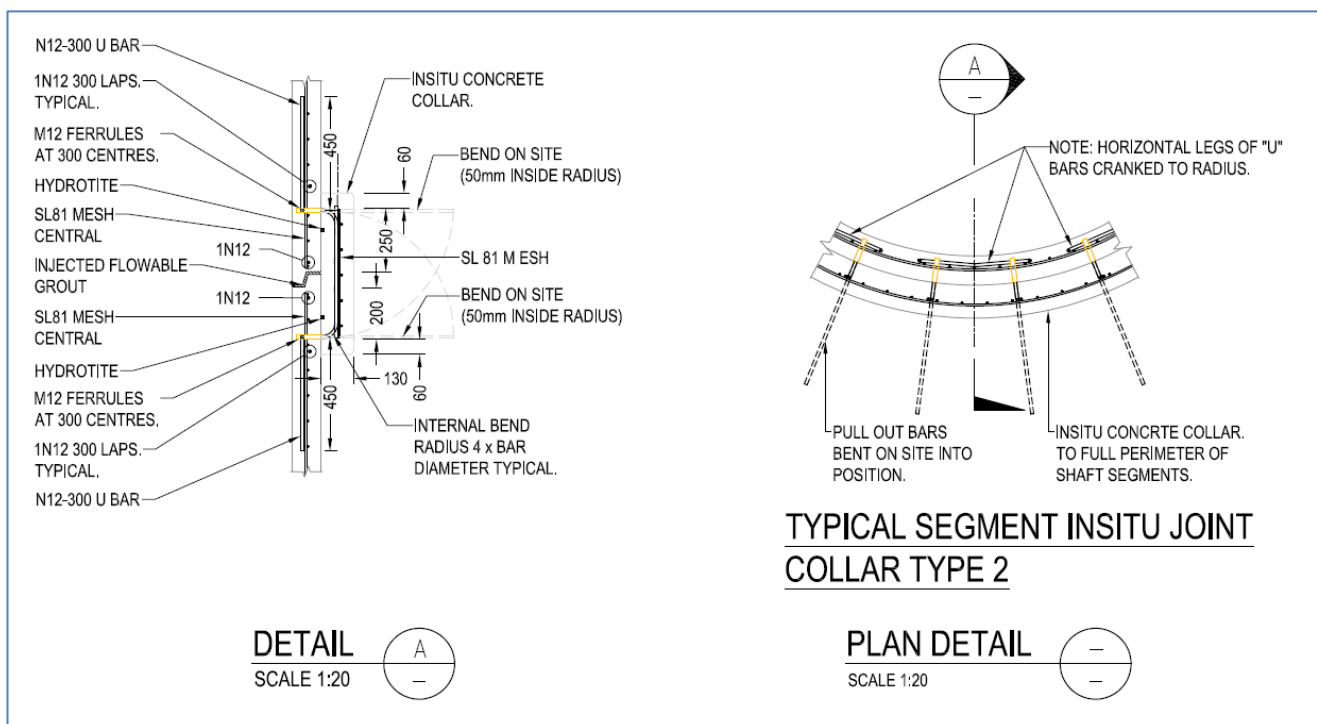 N12-300 U BAR
1N12 300 LAPS.
TYPICAL.
M12 FERRULES
AT 300 CENTRES.
HYDROTITE
SL81 MESH
CENTRAL
1N12
INJECTED FLOWABLE
GROUT
1N12
SL81 MESH
CENTRAL
HYDROTITE
M12 FERRULES
AT 300 CENTRES.
1N12 300 LAPS.
TYPICAL.
N12-300 U BAR
INSITU CONCRETE
COLLAR.
450
60
BEND ON SITE
(50mm INSIDE RADIUS)
250
SL 81 M ESH
200
BEND ON SITE
(50mm INSIDE RADIUS)
130
60
450
INTERNAL BEND
RADIUS 4 x BAR
DIAMETER TYPICAL.
DETAIL
SCALE 1:20
A
–
A
–
NOTE: HORIZONTAL LEGS OF "U"
BARS CRANKED TO RADIUS.
PULL OUT BARS
BENT ON SITE INTO
POSITION.
INSITU CONCRTE COLLAR.
TO FULL PERIMETER OF
SHAFT SEGMENTS.
TYPICAL SEGMENT INSITU JOINT
COLLAR TYPE 2
PLAN DETAIL
SCALE 1:20
–
–